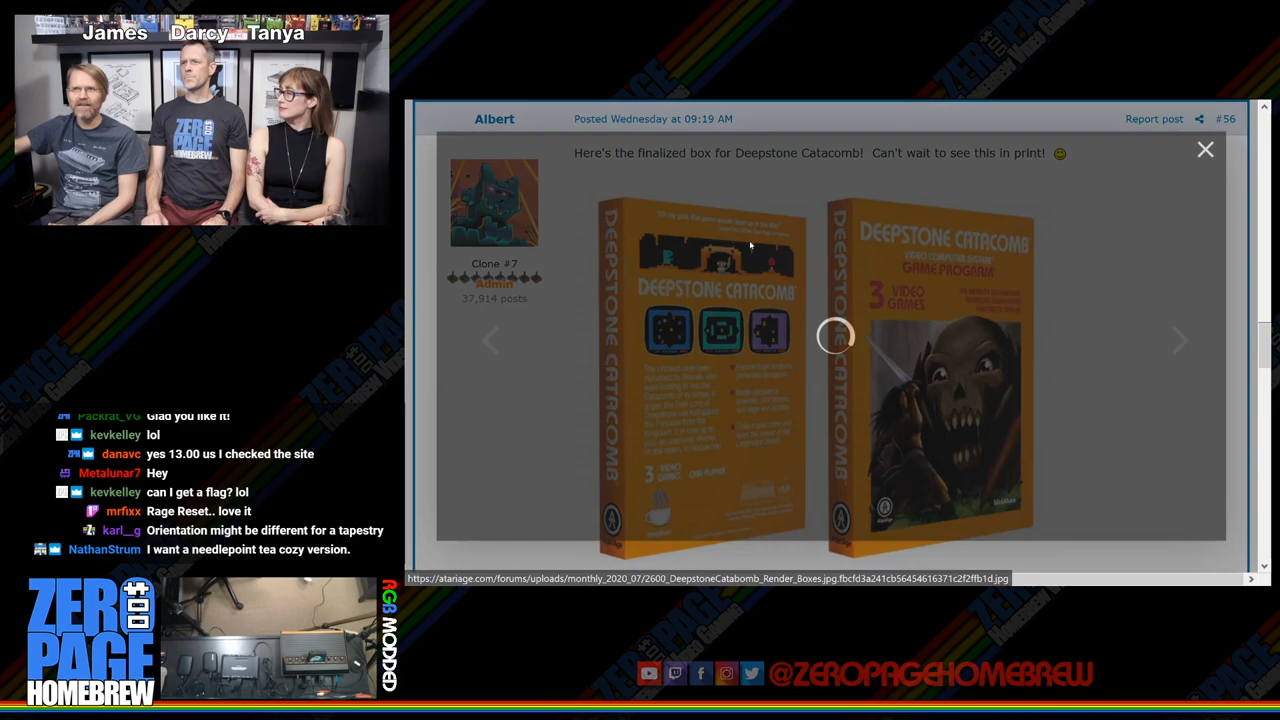 James Darcy Tanya
ZERO PAGE HOMEBREW
Albert
Posted Wednesday at 09:19 AM
Report post #56
Here's the finalized box for Deepstone Catacomb! Can't wait to see this in print!
Clone #7
Admin
37,914 posts
DEEPSTONE CATACOMB
DEEPSTONE CATACOMB
3 VIDEO GAMES
DEEPSTONE CATACOMB
DEEPSTONE CATACOMB
VIDEO COMPUTER SYSTEM
GAME PROGRAM
3 VIDEO GAMES
Packrat_VG Glad you like it!
kevkelley lol
danavc yes 13.00 us I checked the site
Metalunar7 Hey
kevkelley can I get a flag? lol
mrfixx Rage Reset.. love it
karl__g Orientation might be different for a tapestry
NathanStrum I want a needlepoint tea cozy version.
https://atariage.com/forums/uploads/monthly_2020_07/2600_DeepstoneCatabomb_Render_Boxes.jpg.fbcfd3a241cb56454616371c2f2ffb1d.jpg
ZERO
PAGE
HOMEBREW
RGB MODDED
@ZEROPAGEHOMEBREW